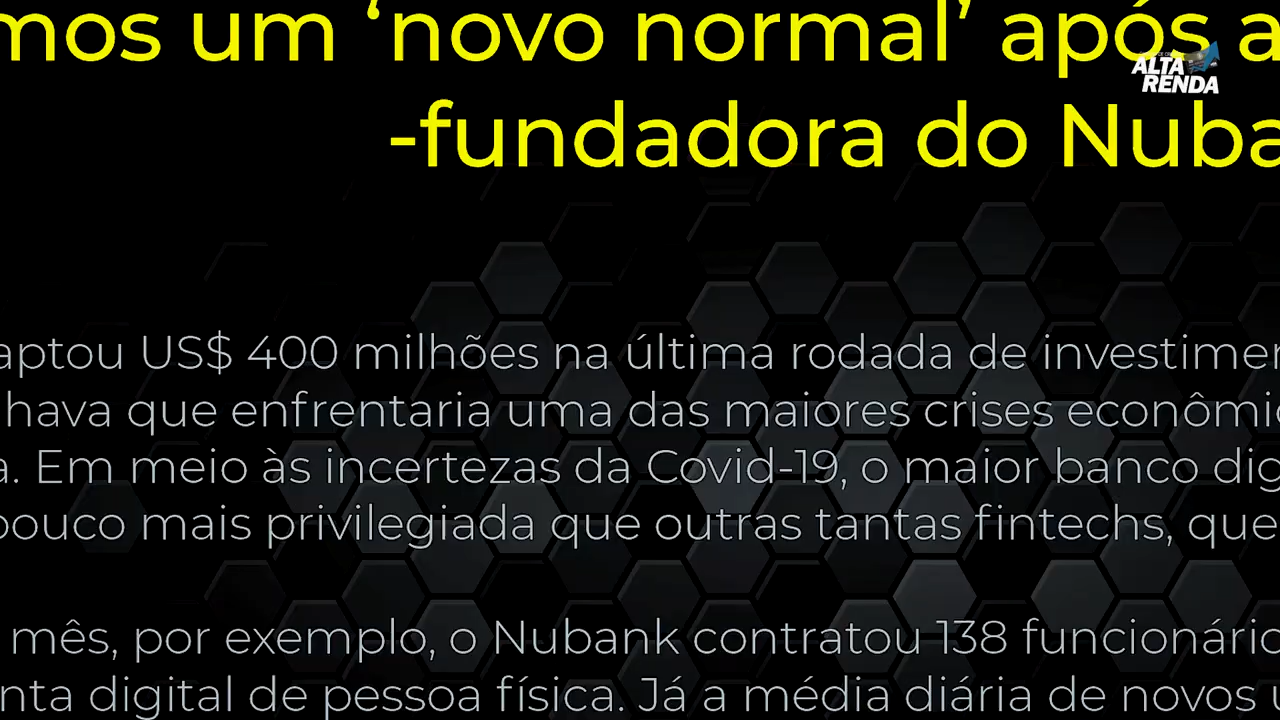 mos um ‘novo normal’ após a
ALTA
RENDA
-fundadora do Nuba
aptou US$ 400 milhões na última rodada de investimen
hava que enfrentaria uma das maiores crises econômic
a. Em meio às incertezas da Covid-19, o maior banco dig
pouco mais privilegiada que outras tantas fintechs, que
mês, por exemplo, o Nubank contratou 138 funcionário
nta digital de pessoa física. Já a média diária de novos u